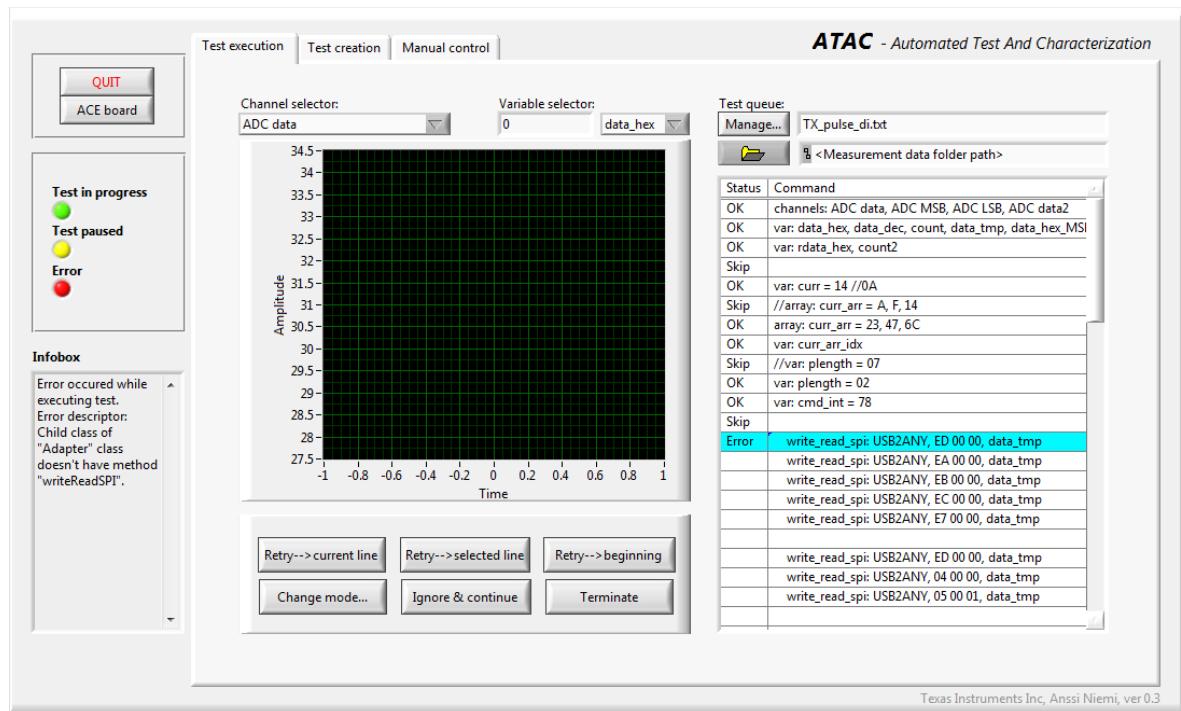 Test execution
Test creation
Manual control
ATAC - Automated Test And Characterization
QUIT
ACE board
Test in progress
Test paused
Error
Infobox
Error occured while
executing test.
Error descriptor:
Child class of
"Adapter" class
doesn't have method
"writeReadSPI".
Channel selector:
ADC data
Variable selector:
0
data_hex
34.5
34
33.5
33
32.5
32
31.5
31
30.5
30
29.5
29
28.5
28
27.5
Amplitude
-1 -0.8 -0.6 -0.4 -0.2 0 0.2 0.4 0.6 0.8 1
Time
Retry-->current line
Retry-->selected line
Retry-->beginning
Change mode...
Ignore & continue
Terminate
Test queue:
Manage...
TX_pulse_di.txt
<Measurement data folder path>
Status Command
OK channels: ADC data, ADC MSB, ADC LSB, ADC data2
OK var: data_hex, data_dec, count, data_tmp, data_hex_MSI
OK var: rdata_hex, count2
Skip
OK var: curr = 14 //0A
Skip //array: curr_arr = A, F, 14
OK array: curr_arr = 23, 47, 6C
OK var: curr_arr_idx
Skip //var: plength = 07
OK var: plength = 02
OK var: cmd_int = 78
Skip
Error write_read_spi: USB2ANY, ED 00 00, data_tmp
write_read_spi: USB2ANY, EA 00 00, data_tmp
write_read_spi: USB2ANY, EB 00 00, data_tmp
write_read_spi: USB2ANY, EC 00 00, data_tmp
write_read_spi: USB2ANY, E7 00 00, data_tmp
write_read_spi: USB2ANY, ED 00 00, data_tmp
write_read_spi: USB2ANY, 04 00 00, data_tmp
write_read_spi: USB2ANY, 05 00 01, data_tmp
Texas Instruments Inc, Anssi Niemi, ver 0.3